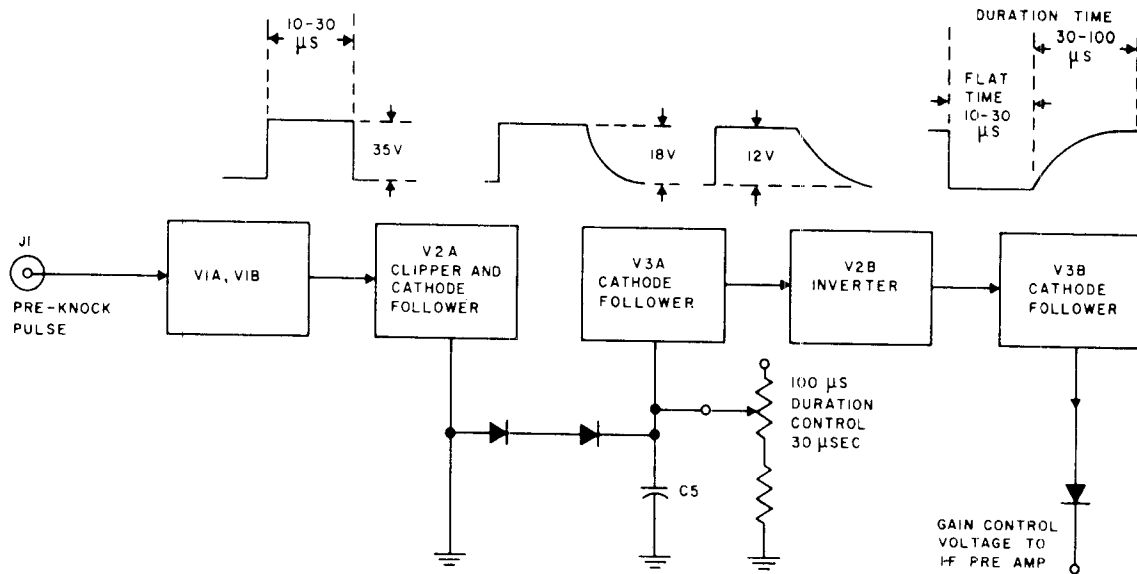 10-30
μS
35V
18V
12V
DURATION TIME
30-100
μS
FLAT
TIME
10-30
μS
J1
PRE-KNOCK
PULSE
V1A, V1B
V2A
CLIPPER AND
CATHODE
FOLLOWER
V3A
CATHODE
FOLLOWER
V2B
INVERTER
V3B
CATHODE
FOLLOWER
100 μS
DURATION
CONTROL
30 μSEC
C5
GAIN CONTROL
VOLTAGE TO
I-F PRE AMP